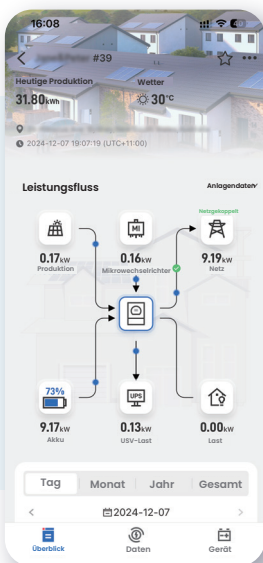 16:08
#39
Heutige Produktion
Wetter
31.80kWh
30°C
2024-12-07 19:07:19 (UTC+11:00)
Leistungsfluss
Anlagendaten
Netzgekoppelt
MI
0.17kW
0.16kW
9.19kW
Produktion
Mikrowechselrichter
Netz
73%
UPS
9.17kW
0.13kW
0.00kW
Akku
USV-Last
Last
Tag
Monat
Jahr
Gesamt
2024-12-07
Überblick
Daten
Gerät